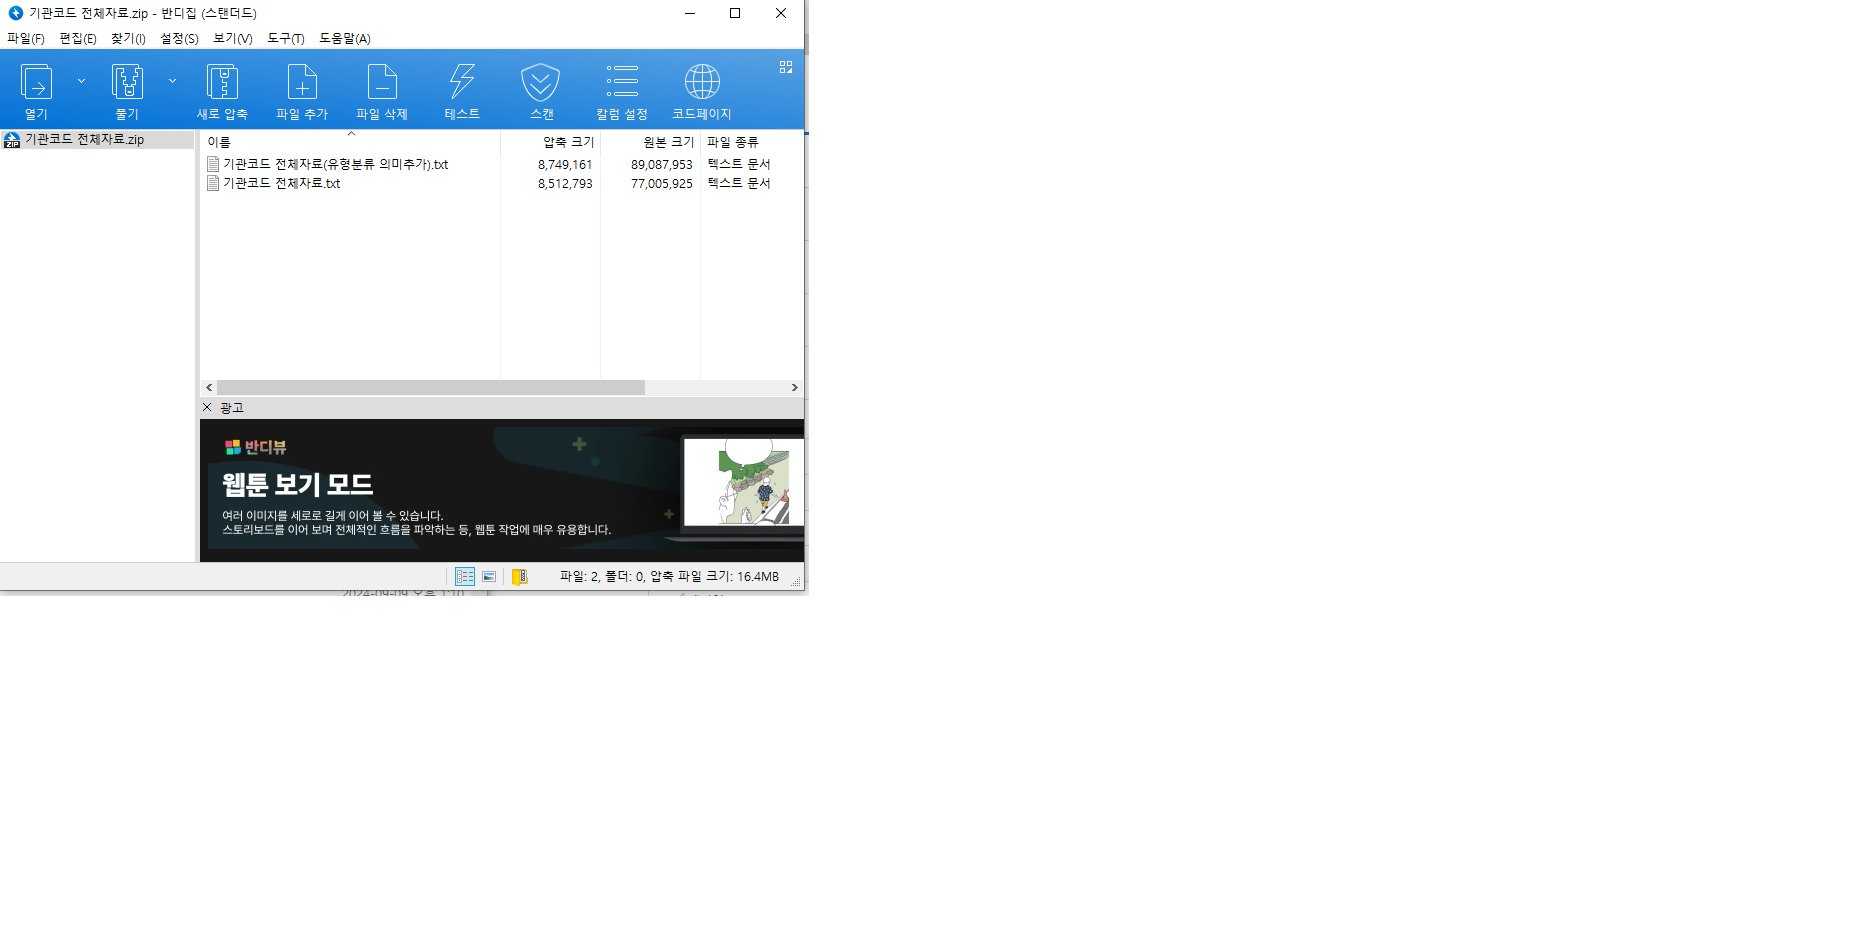 기관코드 전체자료.zip - 반디집 (스탠더드)
파일(F) 편집(E) 찾기(I) 설정(S) 보기(V) 도구(T) 도움말(A)
열기 풀기 새로 압축 파일 추가 파일 삭제 테스트 스캔 칼럼 설정 코드페이지
ZIP 기관코드 전체자료.zip
이름 압축 크기 원본 크기 파일 종류
기관코드 전체자료(유형분류 의미추가).txt 8,749,161 89,087,953 텍스트 문서
기관코드 전체자료.txt 8,512,793 77,005,925 텍스트 문서
광고
반디뷰
웹툰 보기 모드
여러 이미지를 세로로 길게 이어 볼 수 있습니다.
스토리보드를 이어 보며 전체적인 흐름을 파악하는 등, 웹툰 작업에 매우 유용합니다.
파일: 2, 폴더: 0, 압축 파일 크기: 16.4MB
2024-09-09 오후 1:10